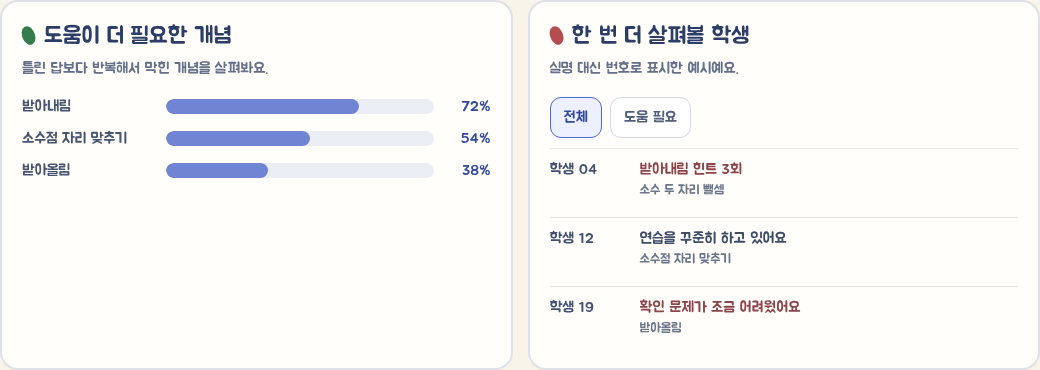 도움이 더 필요한 개념
틀린 답보다 반복해서 막힌 개념을 살펴봐요.
받아내림 72%
소수점 자리 맞추기 54%
받아올림 38%
한 번 더 살펴볼 학생
실명 대신 번호로 표시한 예시예요.
전체 도움 필요
학생 04 받아내림 힌트 3회
소수 두 자리 뺄셈
학생 12 연습을 꾸준히 하고 있어요
소수점 자리 맞추기
학생 19 확인 문제가 조금 어려웠어요
받아올림